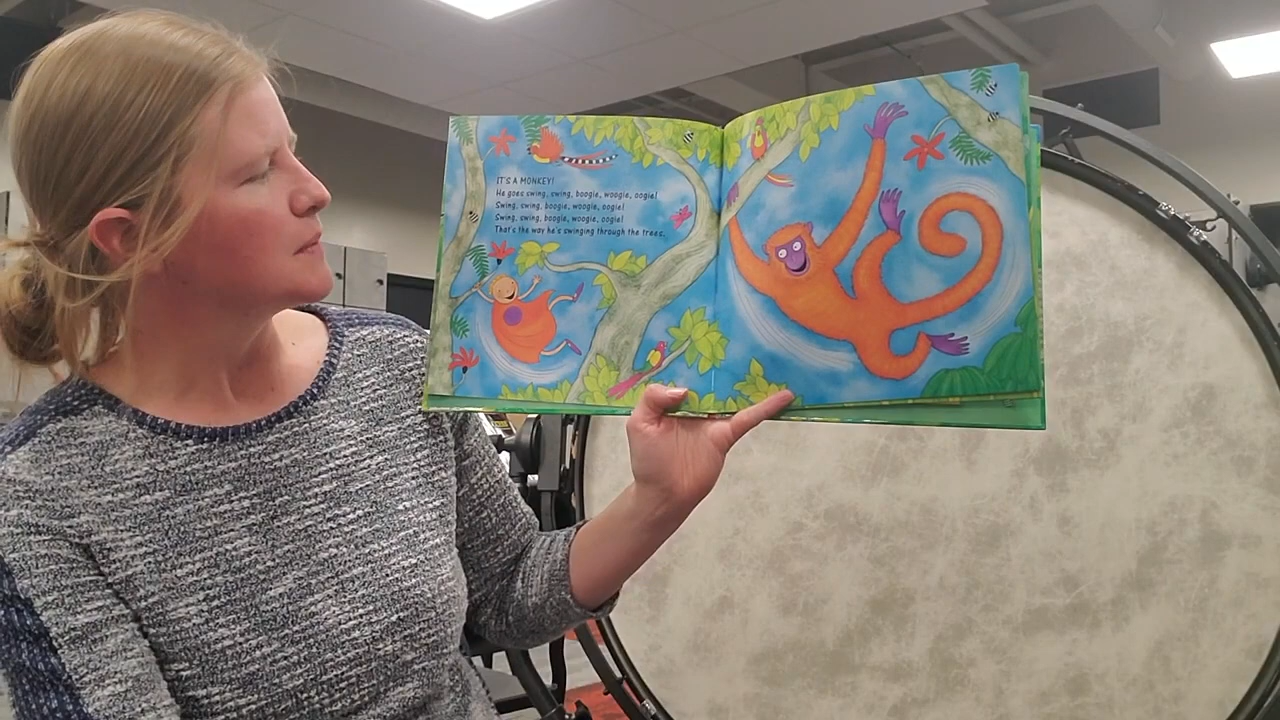 IT'S A MONKEY!
He goes swing, swing, boogie, woogie, oogie!
Swing, swing, boogie, woogie, oogie!
Swing, swing, boogie, woogie, oogie!
That's the way he's swinging through the trees.